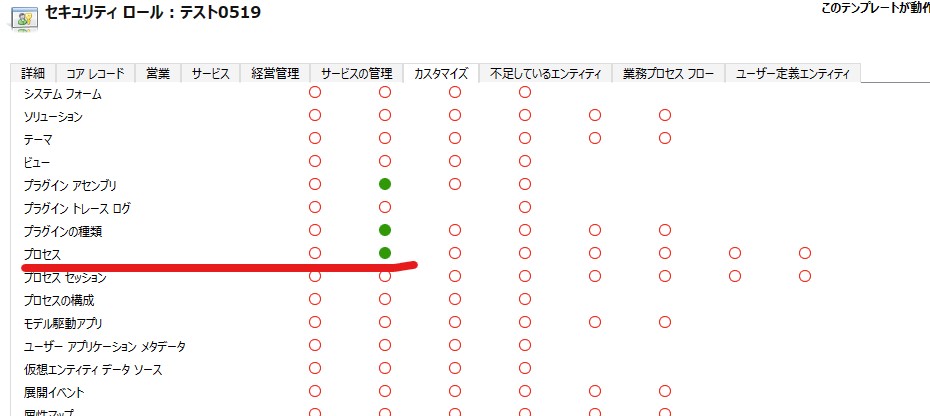 セキュリティ ロール : テスト0519
このテンプレートが動作
詳細 コア レコード 営業 サービス 経営管理 サービスの管理 カスタマイズ 不足しているエンティティ 業務プロセス フロー ユーザー定義エンティティ
システム フォーム
ソリューション
テーマ
ビュー
プラグイン アセンブリ
プラグイン トレース ログ
プラグインの種類
プロセス
プロセス セッション
プロセスの構成
モデル駆動アプリ
ユーザー アプリケーション メタデータ
仮想エンティティ データ ソース
展開イベント
属性マップ